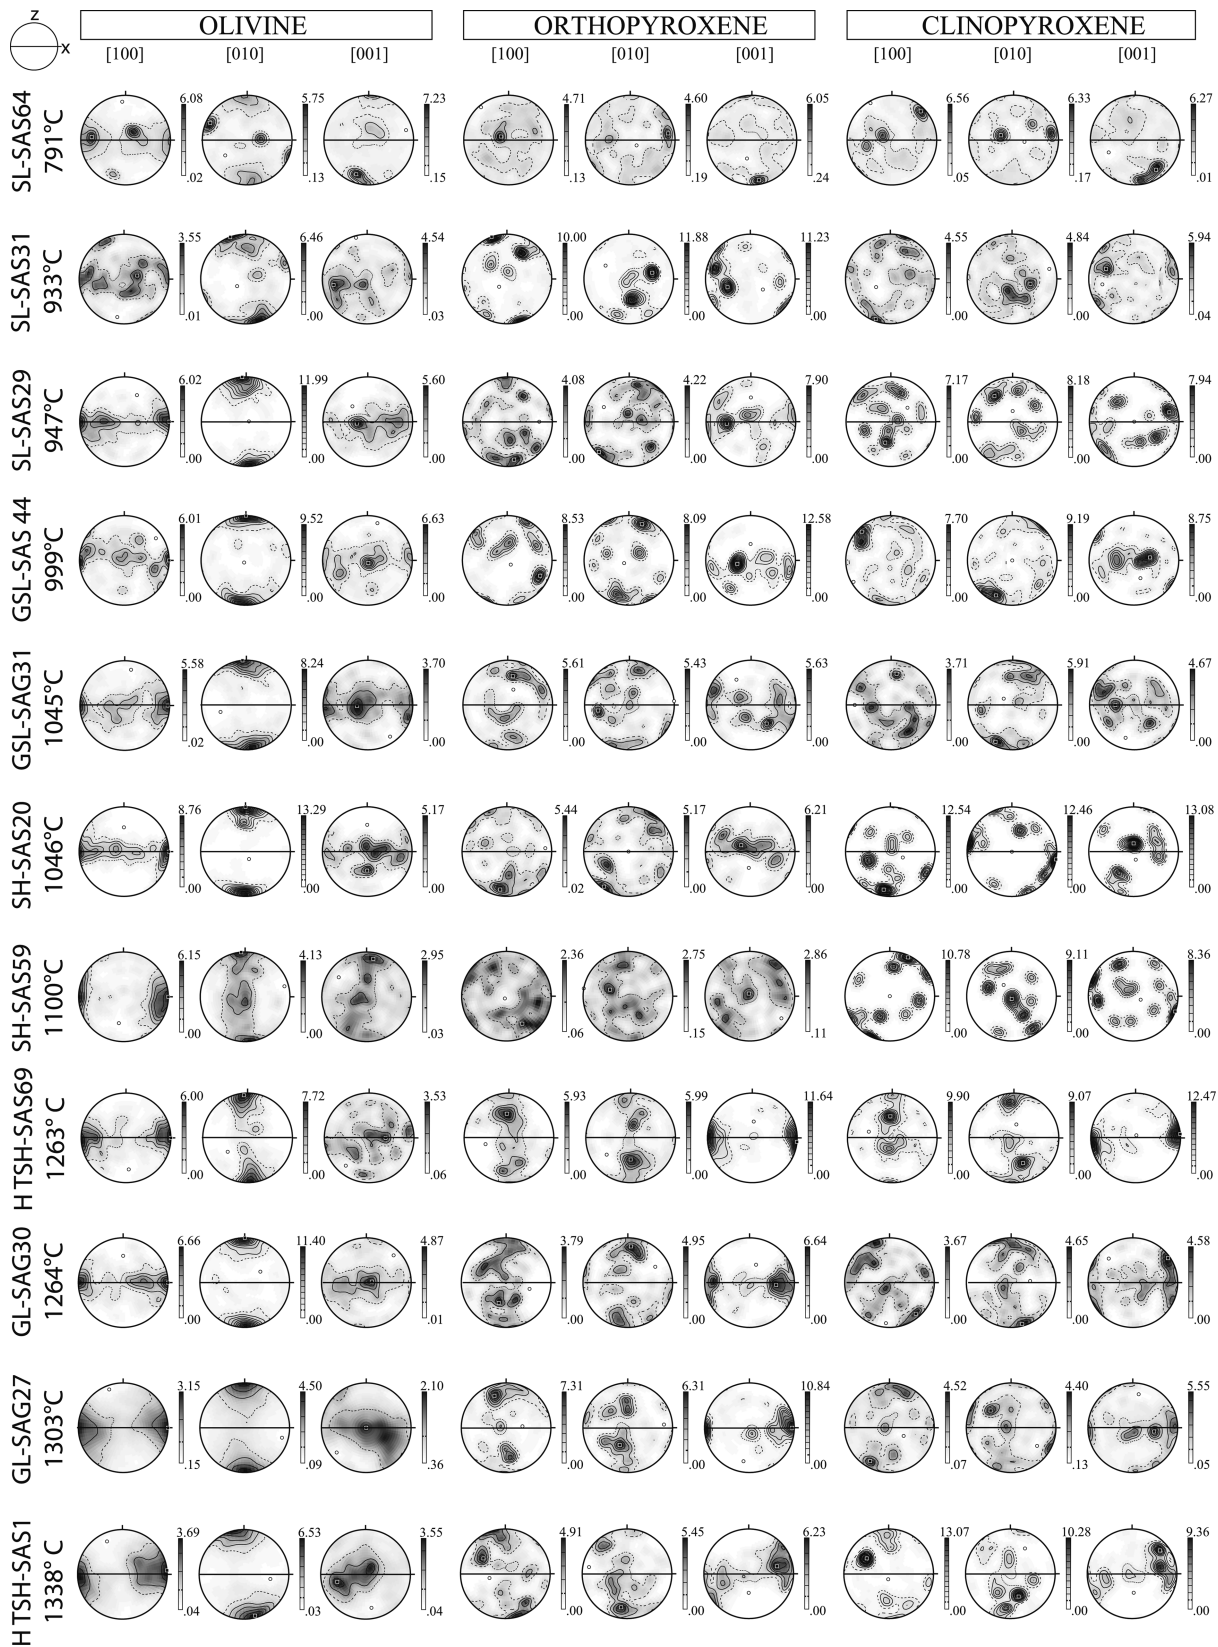 Z
X
OLIVINE ORTHOPYROXENE CLINOPYROXENE
[100] [010] [001] [100] [010] [001] [100] [010] [001]
SL-SAS64
791°C
6.08 5.75 7.23 4.71 4.60 6.05 6.56 6.33 6.27
.02 .13 .15 .13 .19 .24 .05 .17 .01
SL-SAS31
933°C
3.55 6.46 4.54 10.00 11.88 11.23 4.55 4.84 5.94
.01 .00 .03 .00 .00 .00 .00 .00 .04
SL-SAS29
947°C
6.02 11.99 5.60 4.08 4.22 7.90 7.17 8.18 7.94
.00 .00 .00 .00 .00 .00 .00 .00 .00
GSL-SAS 44
999°C
6.01 9.52 6.63 8.53 8.09 12.58 7.70 9.19 8.75
.00 .00 .00 .00 .00 .00 .00 .00 .00
GSL-SAG31
1045°C
5.58 8.24 3.70 5.61 5.43 5.63 3.71 5.91 4.67
.02 .00 .00 .00 .00 .00 .00 .00 .00
SH-SAS20
1046°C
8.76 13.29 5.17 5.44 5.17 6.21 12.54 12.46 13.08
.00 .00 .00 .02 .00 .00 .00 .00 .00
SH-SAS59
1100°C
6.15 4.13 2.95 2.36 2.75 2.86 10.78 9.11 8.36
.00 .00 .03 .06 .15 .11 .00 .00 .00
H TSH-SAS69
1263° C
6.00 7.72 3.53 5.93 5.99 11.64 9.90 9.07 12.47
.00 .00 .06 .00 .00 .00 .00 .00 .00
GL-SAG30
1264°C
6.66 11.40 4.87 3.79 4.95 6.64 3.67 4.65 4.58
.00 .00 .01 .00 .00 .00 .00 .00 .00
GL-SAG27
1303°C
3.15 4.50 2.10 7.31 6.31 10.84 4.52 4.40 5.55
.15 .09 .36 .00 .00 .00 .07 .13 .05
H TSH-SAS1
1338° C
3.69 6.53 3.55 4.91 5.45 6.23 13.07 10.28 9.36
.04 .03 .04 .00 .00 .00 .00 .00 .00